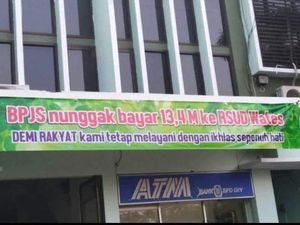 BPJS nunggak bayar 13,4 M ke RSUD Wates
DEMI RAKYAT kami tetap melayani dengan ikhlas sepenuh hati
ATM
BANK BPD DIY